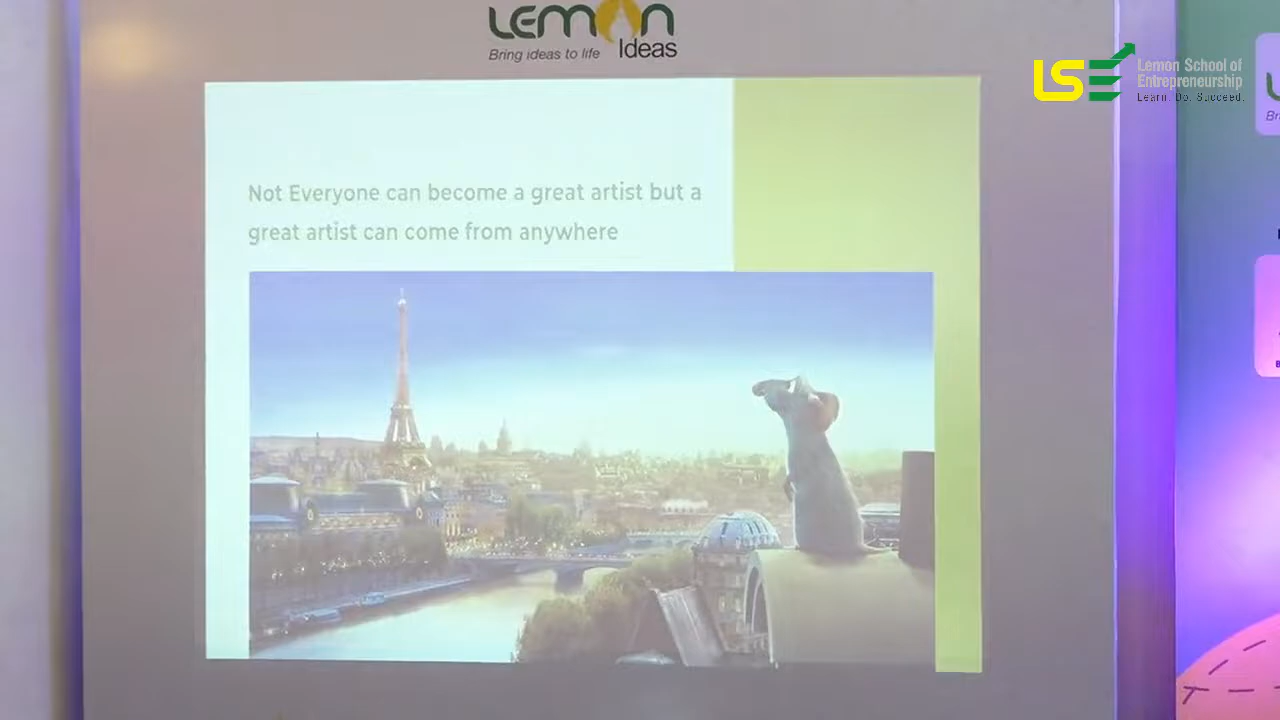 LEMON
Ideas
Bring ideas to life
LSE
Lemon School of
Entrepreneurship
Learn. Do. Succeed.
Not Everyone can become a great artist but a
great artist can come from anywhere